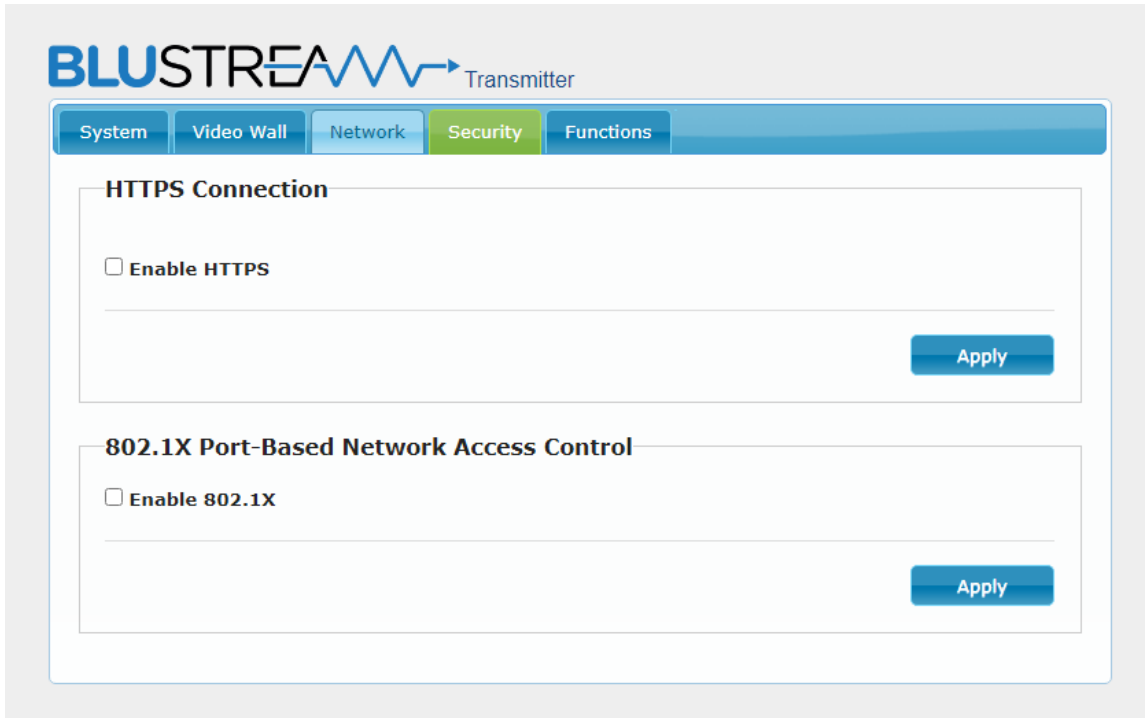 BLUSTREAM Transmitter
System Video Wall Network Security Functions
HTTPS Connection
Enable HTTPS
Apply
802.1X Port-Based Network Access Control
Enable 802.1X
Apply